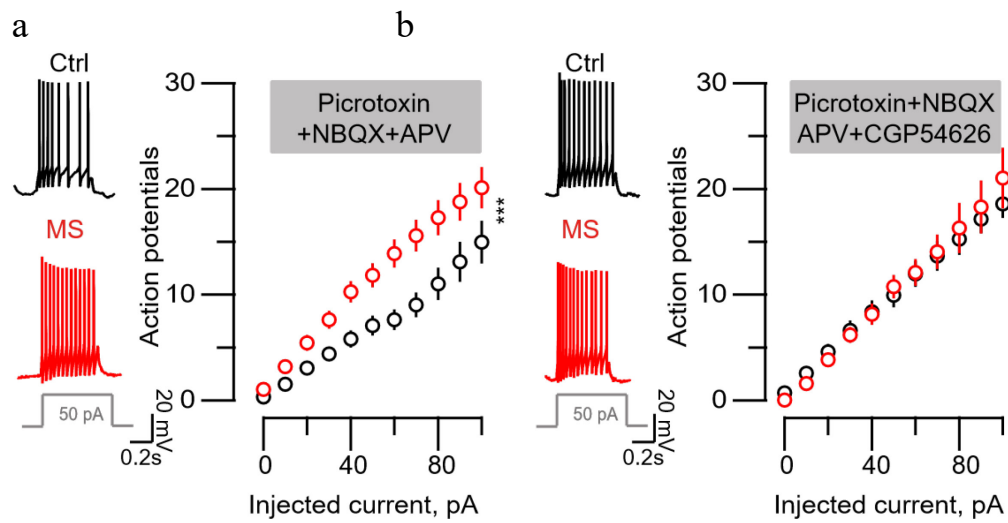 a
Ctrl
MS
50 pA
20 mV
0.2s
Action potentials
30
20
10
0
Picrotoxin
+NBQX+APV
***
0
40
80
Injected current, pA
b
Ctrl
MS
50 pA
20 mV
0.2s
Action potentials
30
20
10
0
Picrotoxin+NBQX
APV+CGP54626
0
40
80
Injected current, pA